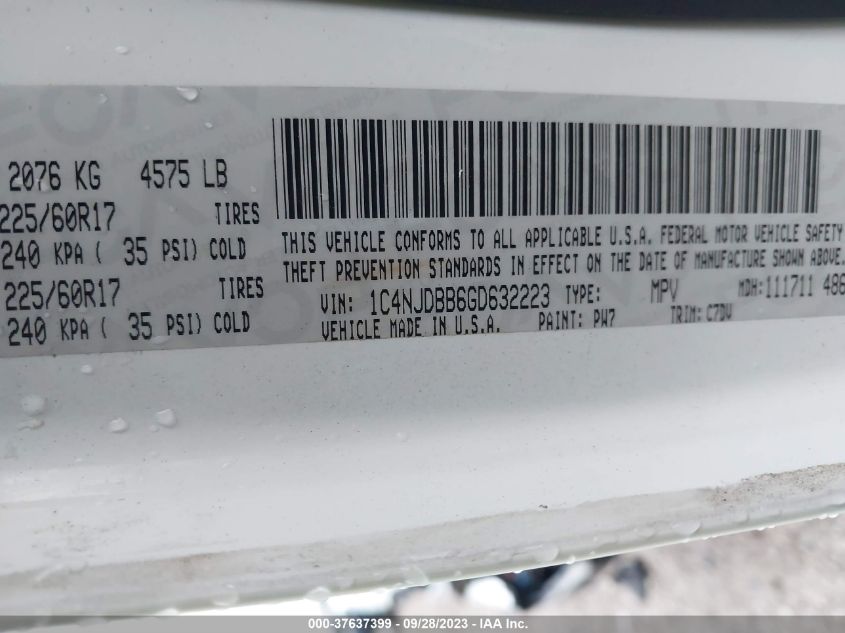 2076 KG 4575 LB
225/60R17 TIRES
240 KPA ( 35 PSI) COLD
225/60R17 TIRES
240 KPA ( 35 PSI) COLD
THIS VEHICLE CONFORMS TO ALL APPLICABLE U.S.A. FEDERAL MOTOR VEHICLE SAFETY
THEFT PREVENTION STANDARDS IN EFFECT ON THE DATE OF MANUFACTURE SHOWN ABOVE.
VIN: 1C4NJDBB6GD632223 TYPE: MPV MDH: 111711 486
VEHICLE MADE IN U.S.A. PAINT: PW7 TRIM: C7DV
000-37637399 - 09/28/2023 - IAA Inc.